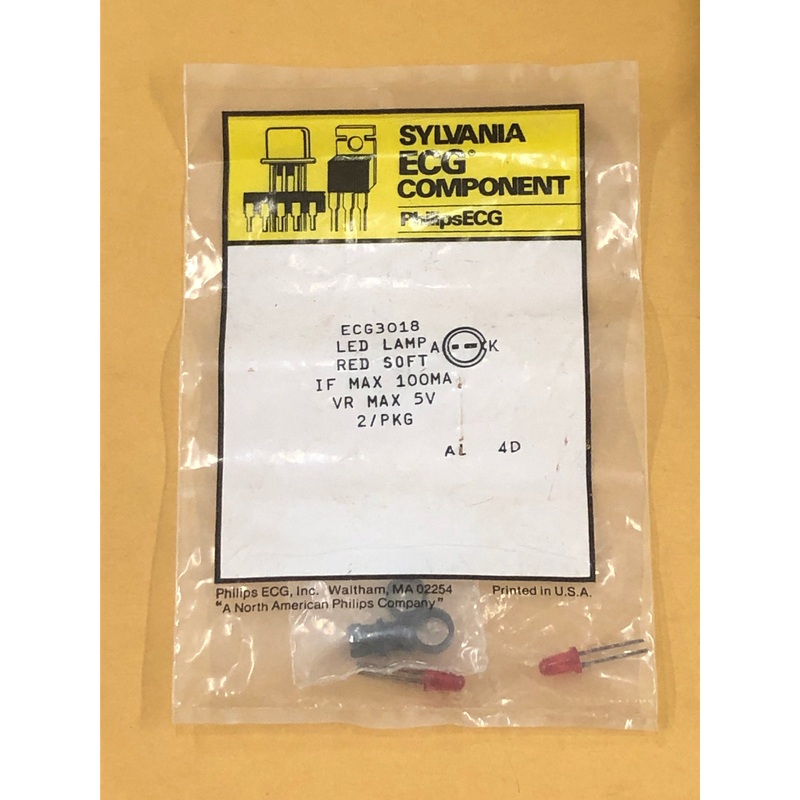 SYLVANIA
ECG®
COMPONENT
PhilipsECG
ECG3018
LED LAMP A K
RED SOFT
IF MAX 100MA
VR MAX 5V
2/PKG
AL 4D
Philips ECG, Inc. Waltham, MA 02254 Printed in U.S.A.
"A North American Philips Company"